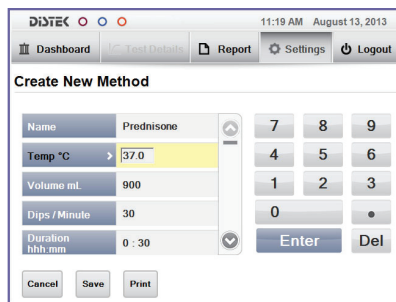 DiSTEK
11:19 AM August 13, 2013
Dashboard Test Details Report Settings Logout
Create New Method
Name Prednisone
Temp °C 37.0
Volume mL 900
Dips / Minute 30
Duration
hhh:mm 0 : 30
7 8 9
4 5 6
1 2 3
0 .
Enter Del
Cancel Save Print